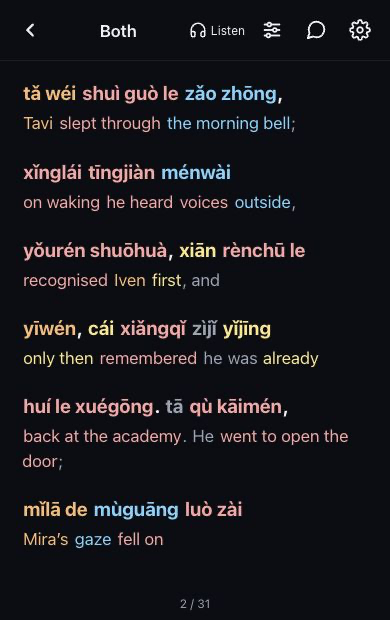 Both
Listen
tǎ wéi shuì guò le zǎo zhōng,
Tavi slept through the morning bell;
xǐnglái tīngjiàn ménwài
on waking he heard voices outside,
yǒurén shuōhuà, xiān rènchū le
recognised Iven first, and
yīwén, cái xiǎngqǐ zìjǐ yǐjīng
only then remembered he was already
huí le xuégōng. tā qù kāimén,
back at the academy. He went to open the
door;
mǐlā de mùguāng luò zài
Mira’s gaze fell on
2 / 31